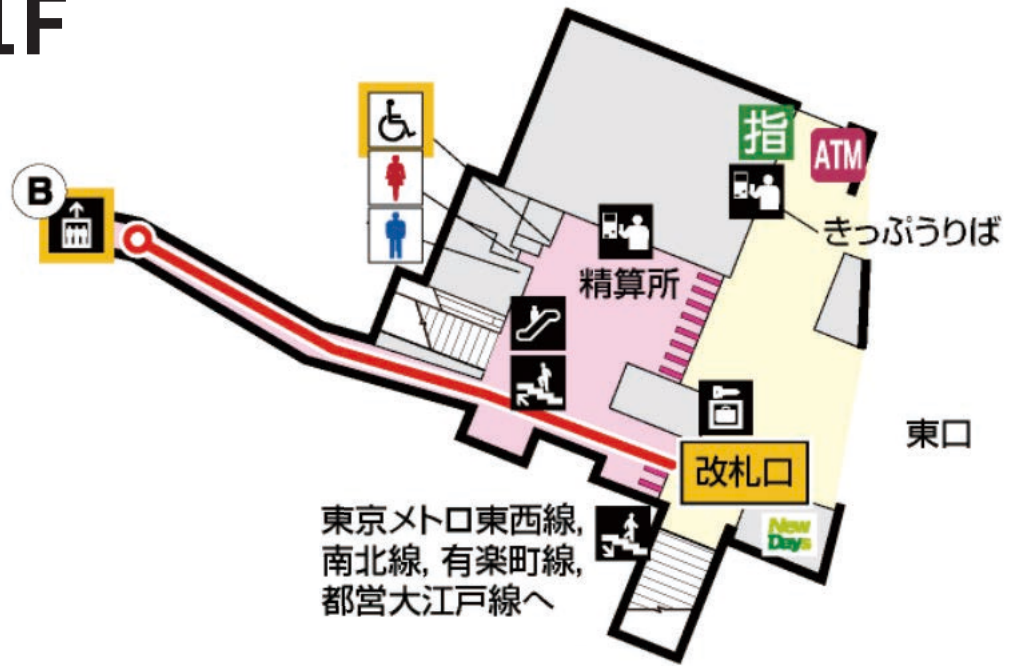 1F
B
指
ATM
きっぷうりば
精算所
東口
改札口
New
Days
東京メトロ東西線,
南北線, 有楽町線,
都営大江戸線へ